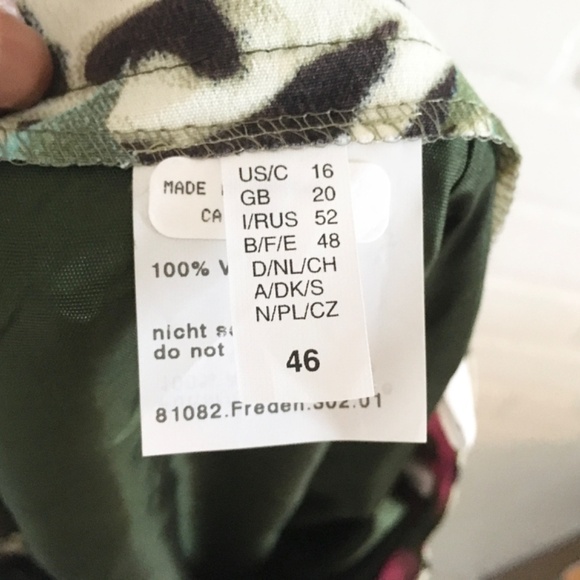 US/C 16
GB 20
I/RUS 52
B/F/E 48
D/NL/CH
A/DK/S
N/PL/CZ
46
MADE
CA
100%
nicht
do not
81082.Freden.302.01